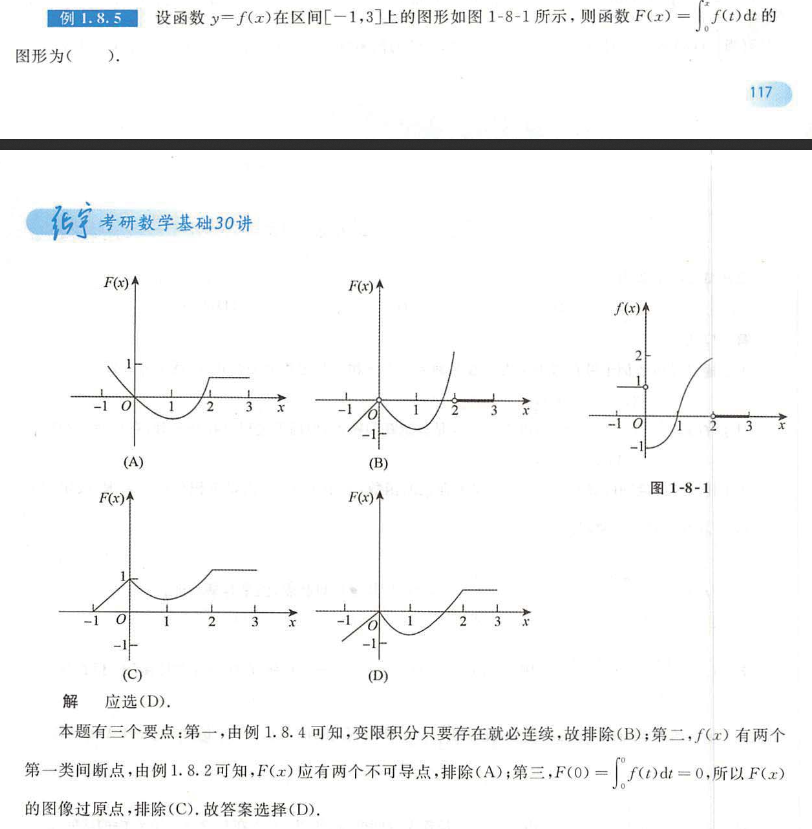 例 1.8.5 设函数 y=f(x)在区间[-1,3]上的图形如图 1-8-1 所示,则函数 F(x)=∫₀ˣf(t)dt 的
图形为( ).
117
张宇 考研数学基础30讲
F(x)
1
-1 O 1 2 3 x
(A)
F(x)
-1 O 1 2 3 x
-1
(B)
f(x)
2
1
-1 O 1 2 3 x
-1
图 1-8-1
F(x)
1
-1 O 1 2 3 x
-1
(C)
F(x)
-1 O 1 2 3 x
-1
(D)
解 应选(D).
本题有三个要点:第一,由例 1.8.4 可知,变限积分只要存在就必连续,故排除(B);第二,f(x) 有两个
第一类间断点,由例 1.8.2 可知,F(x) 应有两个不可导点,排除(A);第三,F(0)=∫₀⁰f(t)dt=0,所以 F(x)
的图像过原点,排除(C).故答案选择(D).